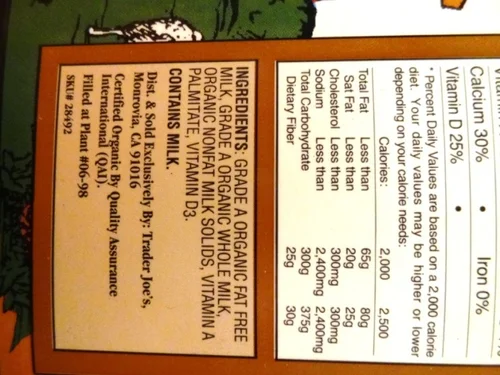 Calcium 30% • Iron 0%
Vitamin D 25% •
* Percent Daily Values are based on a 2,000 calorie
diet. Your daily values may be higher or lower
depending on your calorie needs:
Calories: 2,000 2,500
Total Fat Less than 65g 80g
Sat Fat Less than 20g 25g
Cholesterol Less than 300mg 300mg
Sodium Less than 2,400mg 2,400mg
Total Carbohydrate 300g 375g
Dietary Fiber 25g 30g
INGREDIENTS: GRADE A ORGANIC FAT FREE
MILK, GRADE A ORGANIC WHOLE MILK,
ORGANIC NONFAT MILK SOLIDS, VITAMIN A
PALMITATE, VITAMIN D3.
CONTAINS MILK.
Dist. & Sold Exclusively By: Trader Joe's,
Monrovia, CA 91016
Certified Organic By Quality Assurance
International (QAI).
Filled at Plant #06-98
SKU# 28492